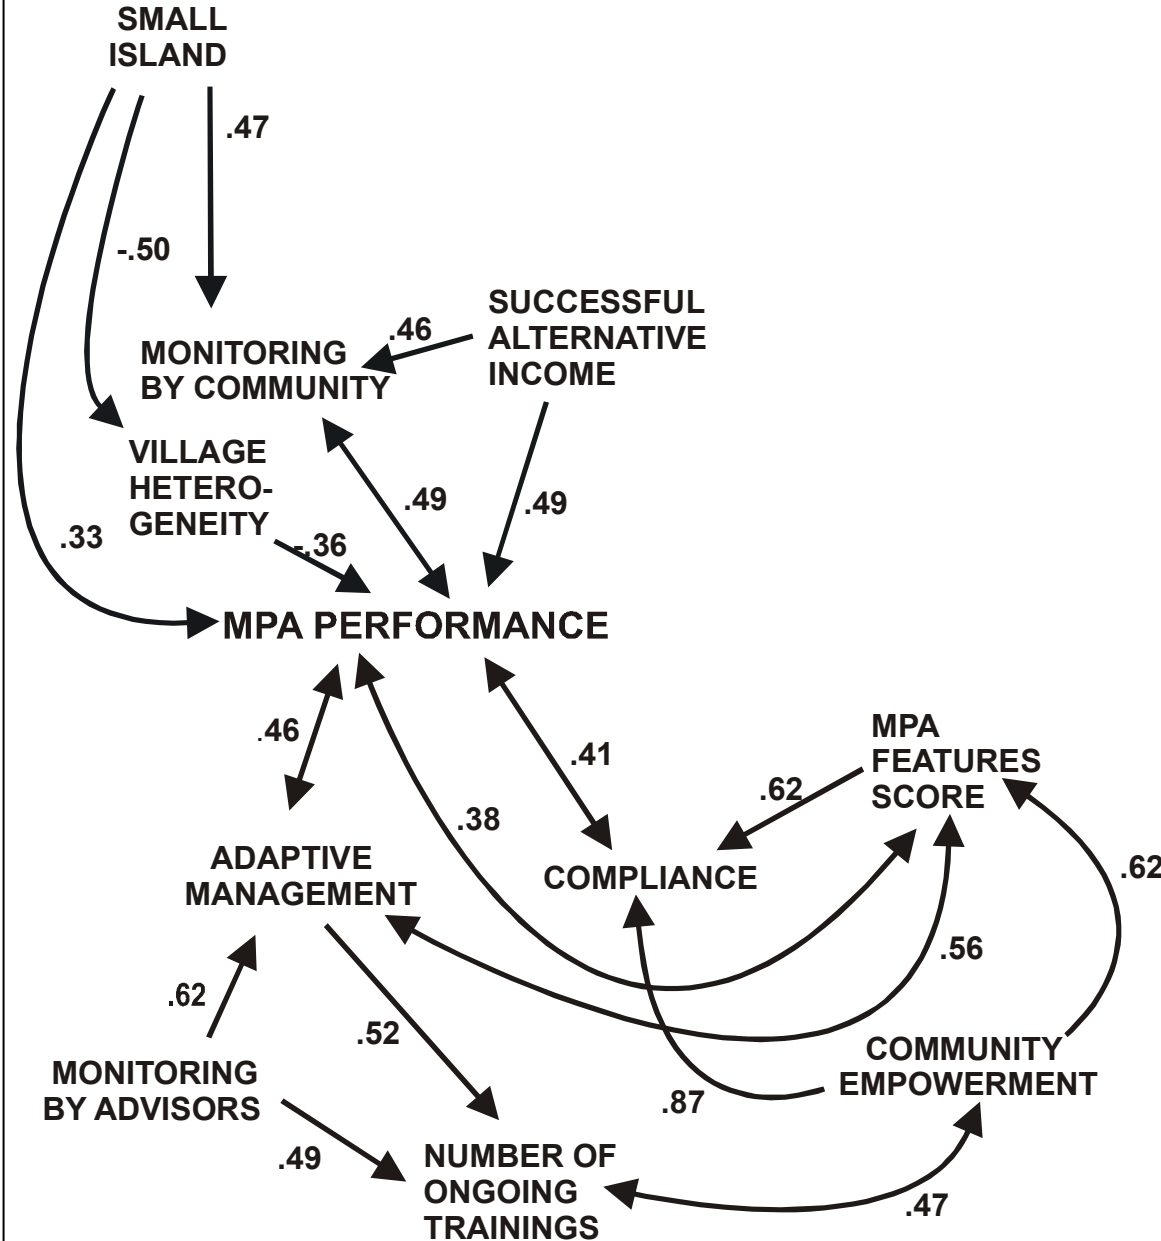 SMALL
ISLAND
.47
-.50
SUCCESSFUL
ALTERNATIVE
INCOME
.46
MONITORING
BY COMMUNITY
VILLAGE
HETERO-
GENEITY
.49
.49
.33
-.36
MPA PERFORMANCE
.46
.41
MPA
FEATURES
SCORE
.62
.38
ADAPTIVE
MANAGEMENT
COMPLIANCE
.62
.56
.62
.52
COMMUNITY
EMPOWERMENT
MONITORING
BY ADVISORS
.87
.49
NUMBER OF
ONGOING
TRAININGS
.47